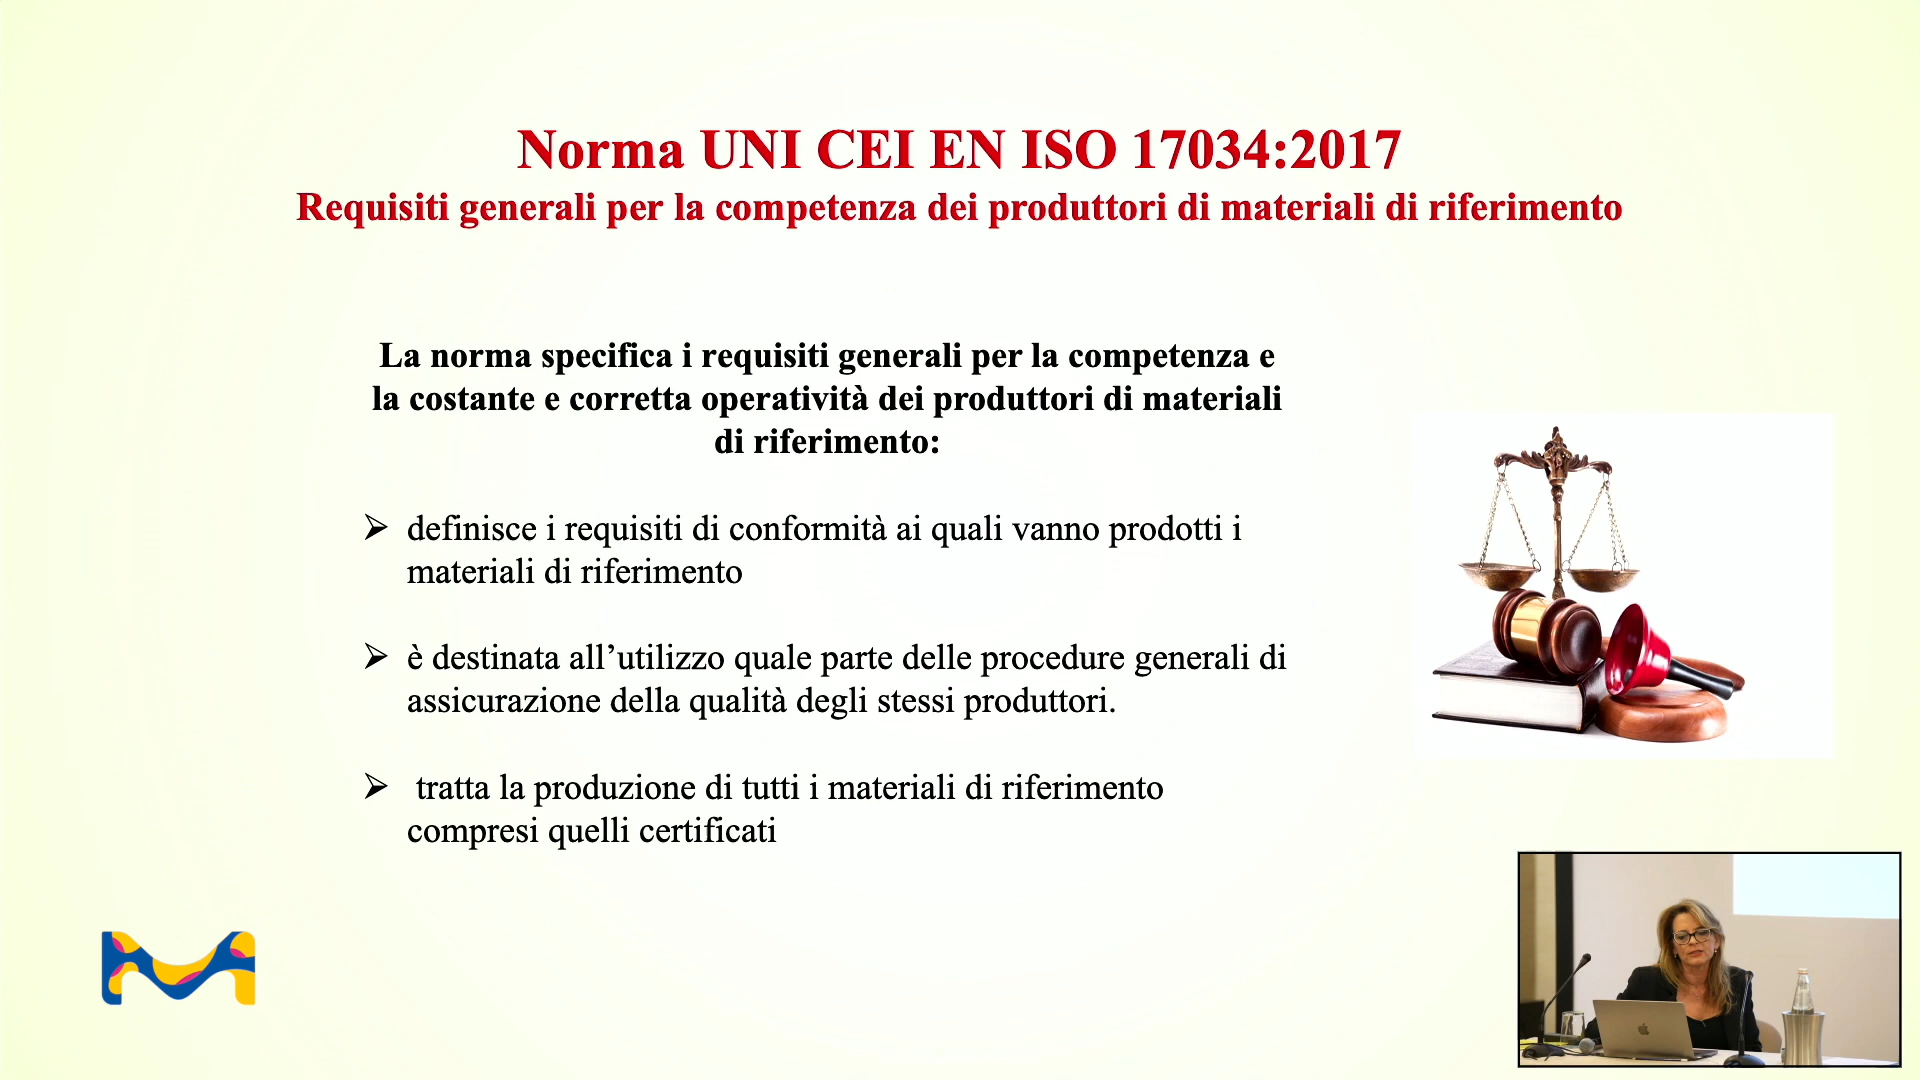 Norma UNI CEI EN ISO 17034:2017
Requisiti generali per la competenza dei produttori di materiali di riferimento
La norma specifica i requisiti generali per la competenza e
la costante e corretta operatività dei produttori di materiali
di riferimento:
➢ definisce i requisiti di conformità ai quali vanno prodotti i
materiali di riferimento
➢ è destinata all’utilizzo quale parte delle procedure generali di
assicurazione della qualità degli stessi produttori.
➢ tratta la produzione di tutti i materiali di riferimento
compresi quelli certificati